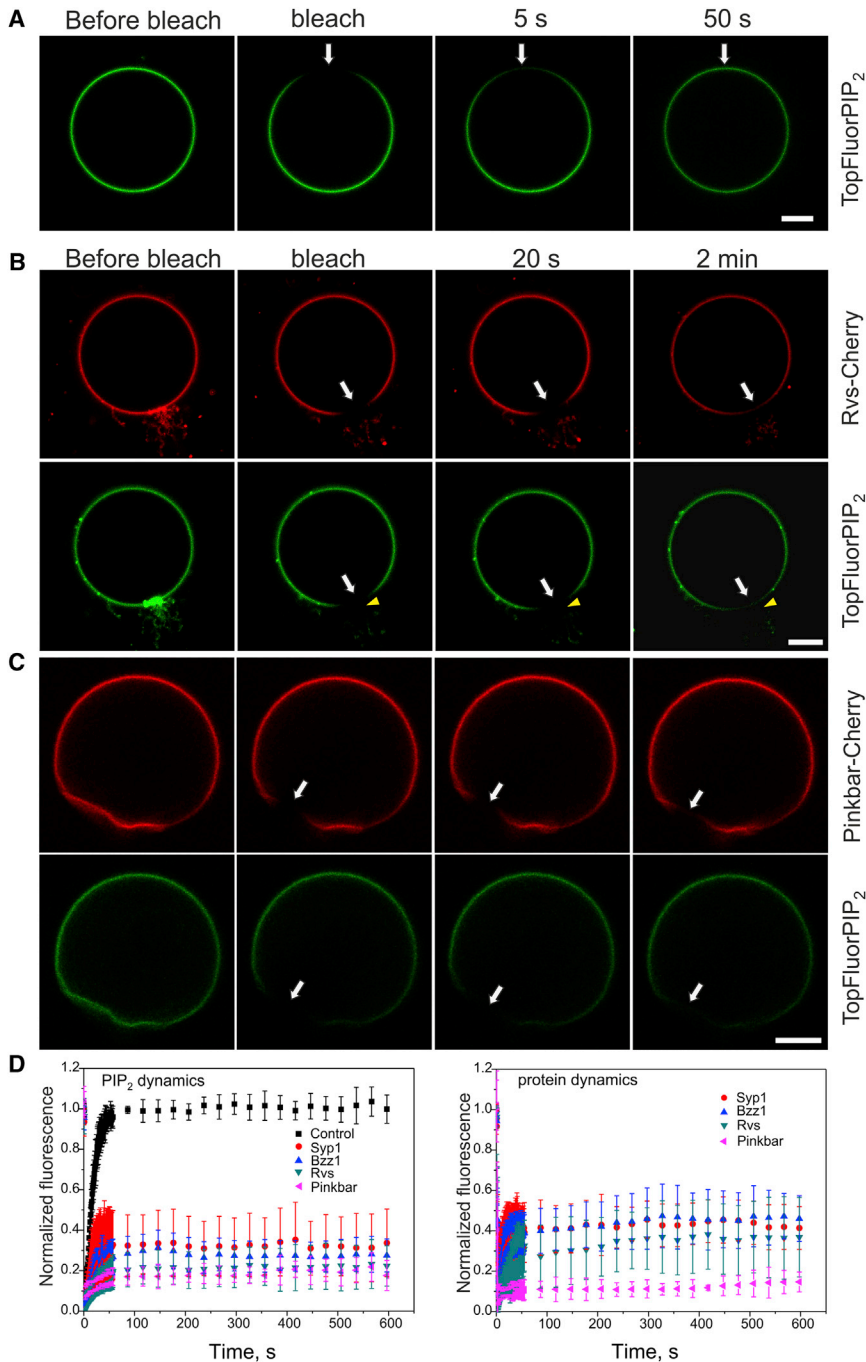 A
Before bleach bleach 5 s 50 s
TopFluorPIP2
B
Before bleach bleach 20 s 2 min
Rvs-Cherry
TopFluorPIP2
C
Pinkbar-Cherry
TopFluorPIP2
D
PIP2 dynamics
Control
Syp1
Bzz1
Rvs
Pinkbar
Normalized fluorescence
1.2
1.0
0.8
0.6
0.4
0.2
0.0
0 100 200 300 400 500 600
Time, s
protein dynamics
Syp1
Bzz1
Rvs
Pinkbar
Normalized fluorescence
1.2
1.0
0.8
0.6
0.4
0.2
0.0
0 100 200 300 400 500 600
Time, s